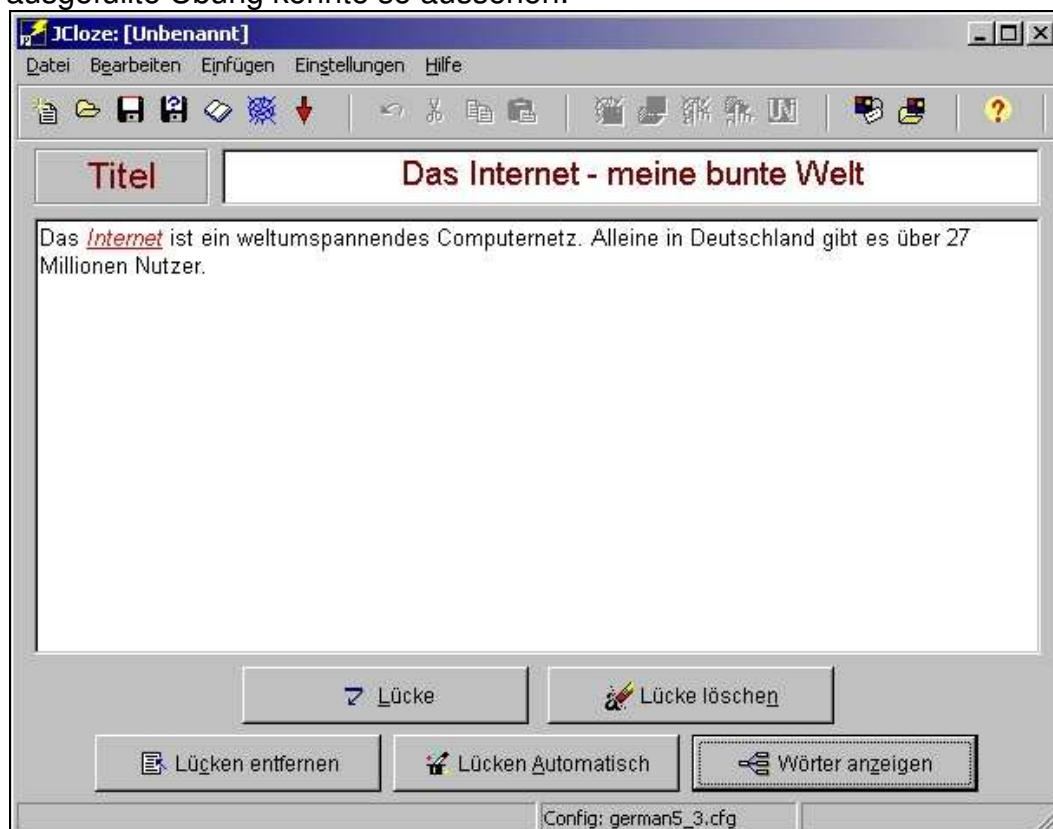 ausgefüllte Übung könnte so aussehen:
JCloze: [Unbenannt]
Datei Bearbeiten Einfügen Einstellungen Hilfe
Titel
Das Internet - meine bunte Welt
Das Internet ist ein weltumspannendes Computernetz. Alleine in Deutschland gibt es über 27
Millionen Nutzer.
Lücke
Lücke löschen
Lücken entfernen
Lücken Automatisch
Wörter anzeigen
Config: german5_3.cfg